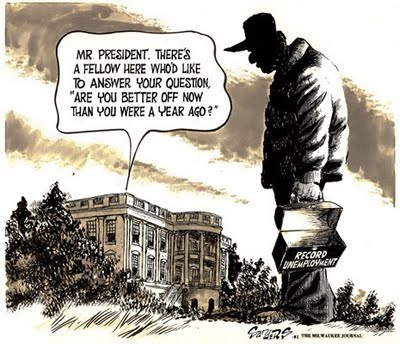 MR. PRESIDENT. THERE'S
A FELLOW HERE WHO'D LIKE
TO ANSWER YOUR QUESTION,
"ARE YOU BETTER OFF NOW
THAN YOU WERE A YEAR AGO?"
RECORD
UNEMPLOYMENT
THE MILWAUKEE JOURNAL